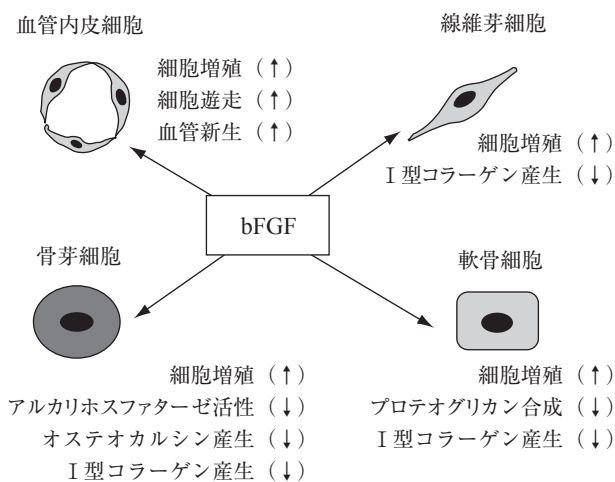 血管内皮細胞
細胞増殖(↑)
細胞遊走(↑)
血管新生(↑)
線維芽細胞
細胞増殖(↑)
Ⅰ型コラーゲン産生(↓)
bFGF
骨芽細胞
細胞増殖(↑)
アルカリホスファターゼ活性(↓)
オステオカルシン産生(↓)
Ⅰ型コラーゲン産生(↓)
軟骨細胞
細胞増殖(↑)
プロテオグリカン合成(↓)
Ⅰ型コラーゲン産生(↓)